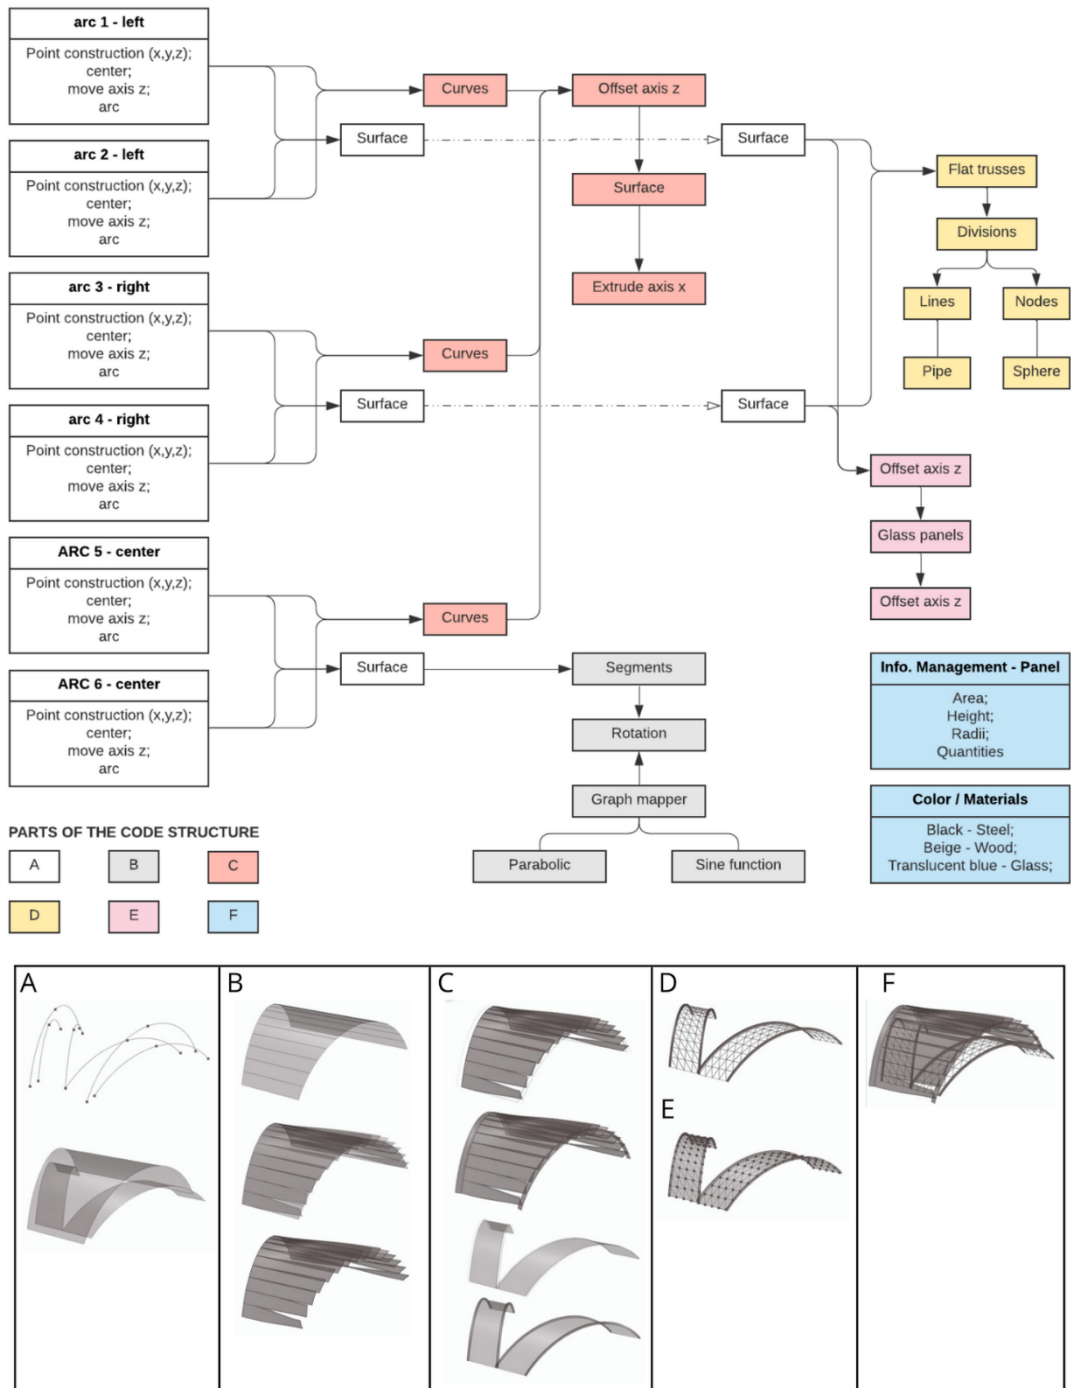 arc 1 - left
Point construction (x,y,z);
center;
move axis z;
arc
arc 2 - left
Point construction (x,y,z);
center;
move axis z;
arc
arc 3 - right
Point construction (x,y,z);
center;
move axis z;
arc
arc 4 - right
Point construction (x,y,z);
center;
move axis z;
arc
ARC 5 - center
Point construction (x,y,z);
center;
move axis z;
arc
ARC 6 - center
Point construction (x,y,z);
center;
move axis z;
arc
Curves
Surface
Curves
Surface
Curves
Surface
Offset axis z
Surface
Extrude axis x
Segments
Rotation
Graph mapper
Parabolic
Sine function
Surface
Surface
Flat trusses
Divisions
Lines
Nodes
Pipe
Sphere
Offset axis z
Glass panels
Offset axis z
Info. Management - Panel
Area;
Height;
Radii;
Quantities
Color / Materials
Black - Steel;
Beige - Wood;
Translucent blue - Glass;
PARTS OF THE CODE STRUCTURE
A
B
C
D
E
F
A
B
C
D
E
F